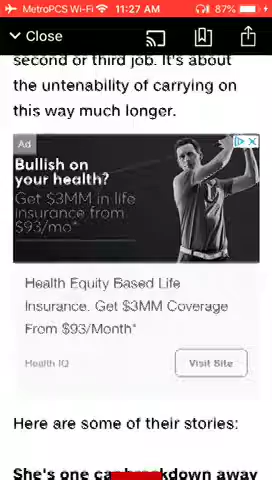 MetroPCS Wi-Fi 11:27 AM 87%
Close
second or third job. It's about
the untenability of carrying on
this way much longer.
Ad
Bullish on
your health?
Get $3MM in life
insurance from
$93/mo*
Health Equity Based Life
Insurance. Get $3MM Coverage
From $93/Month*
Health IQ
Visit Site
Here are some of their stories:
She's one car breakdown away